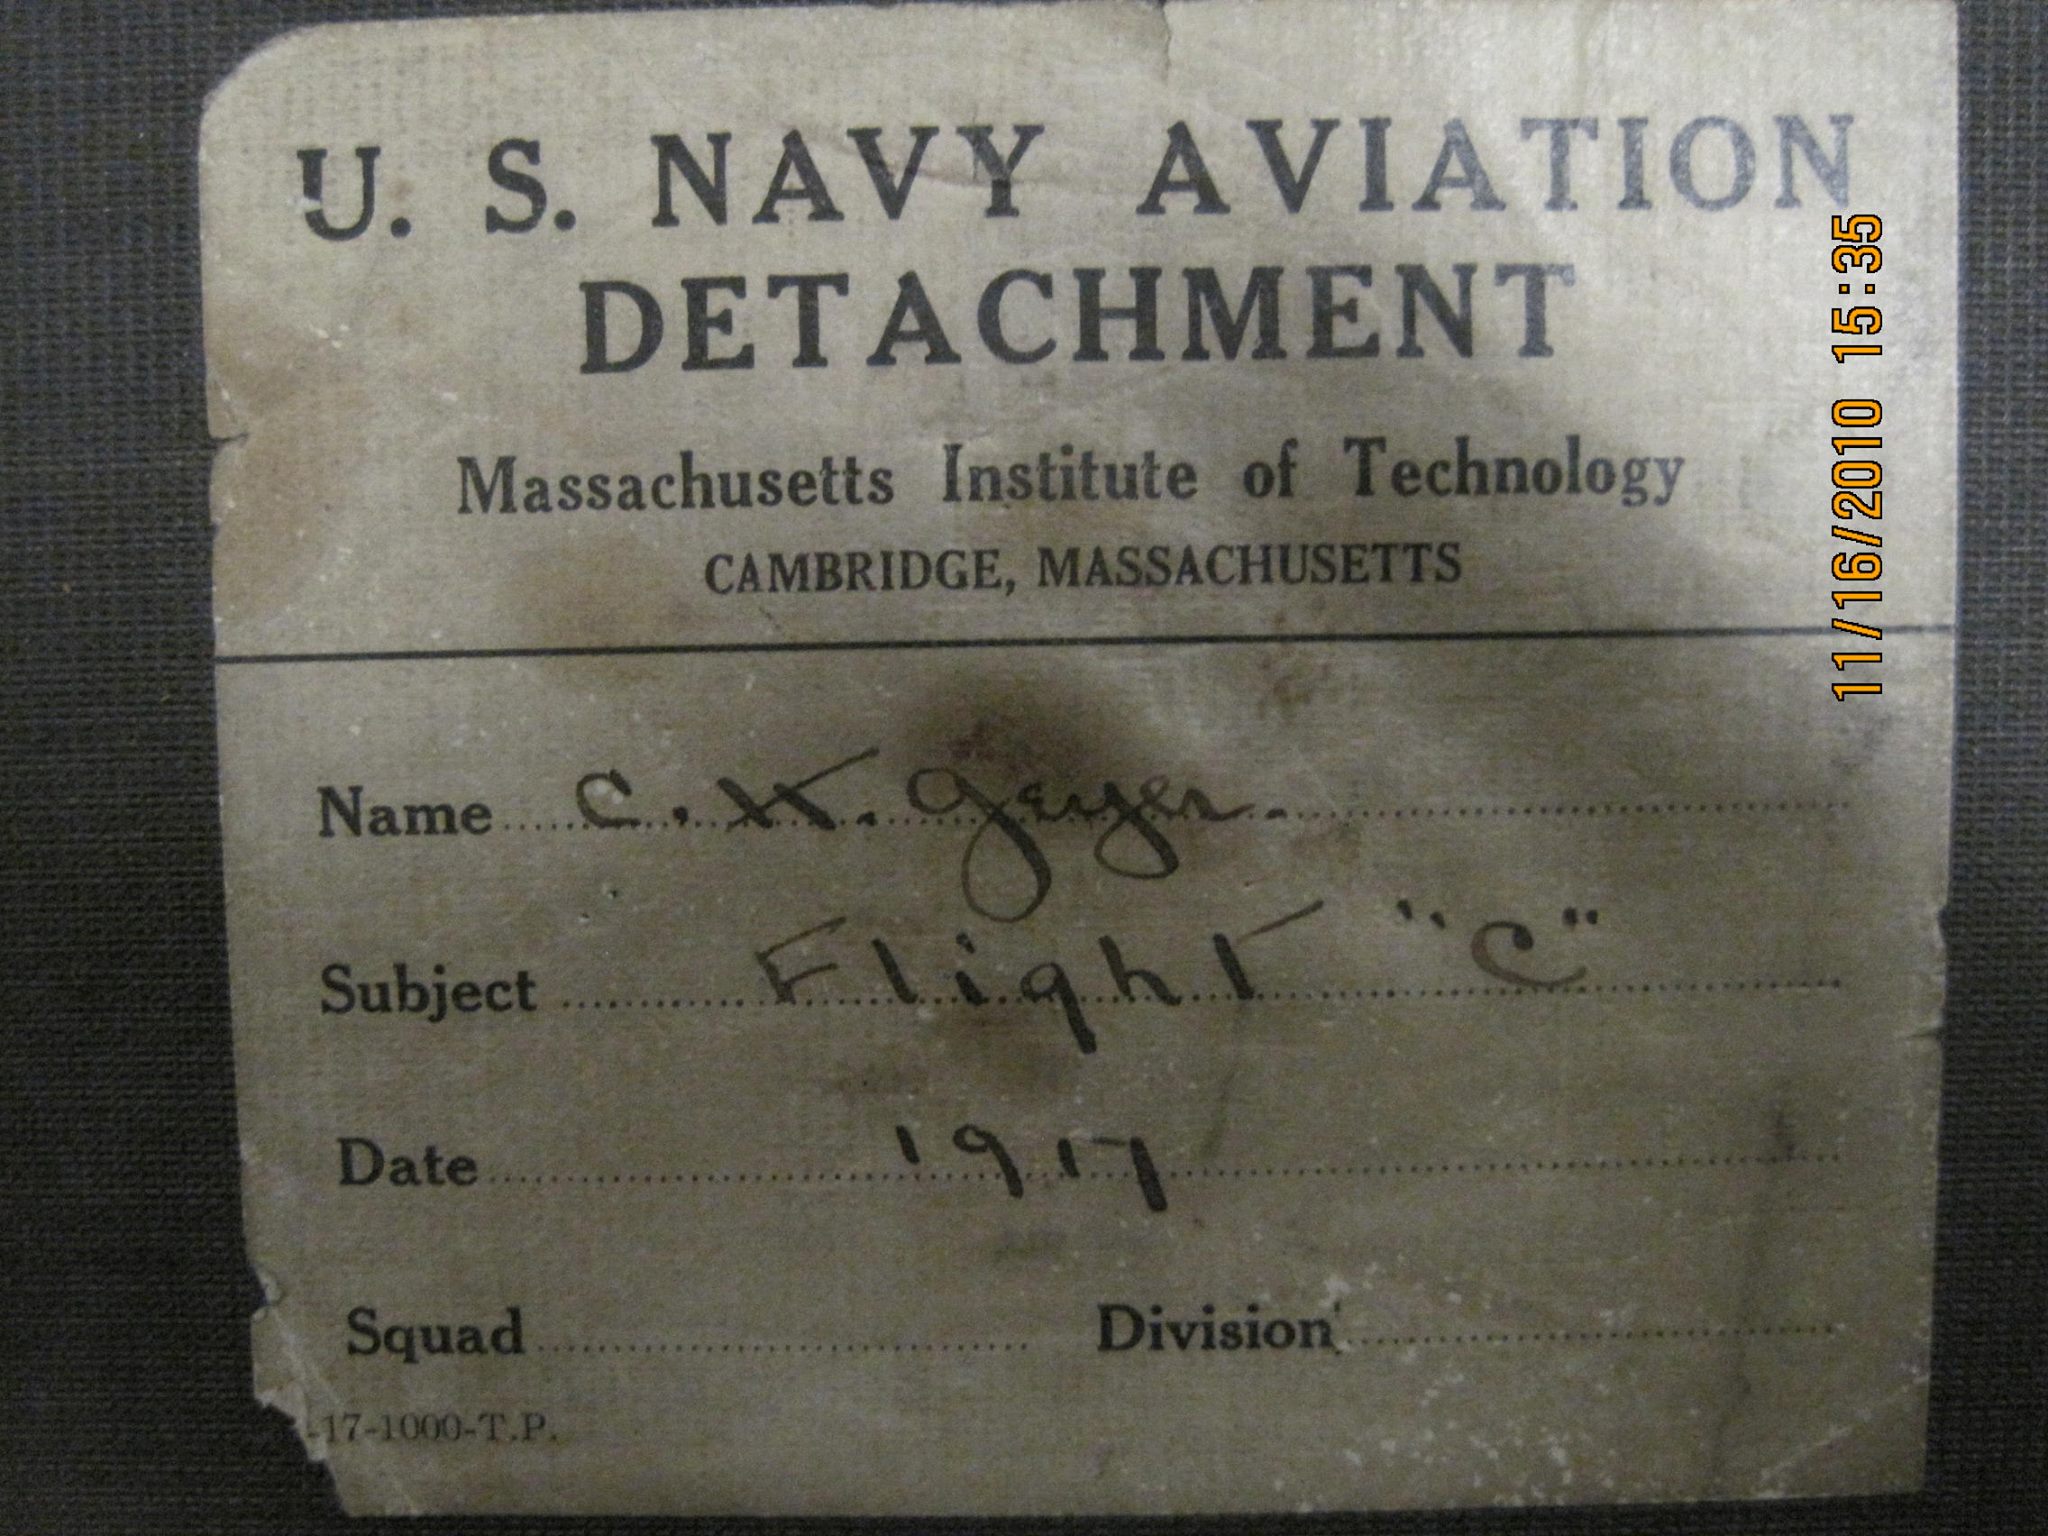 U. S. NAVY AVIATION
DETACHMENT
Massachusetts Institute of Technology
CAMBRIDGE, MASSACHUSETTS
Name C. H. Geyer.
Subject Flight "C"
Date 1917
Squad Division
-17-1000-T.P.
11/16/2010 15:35